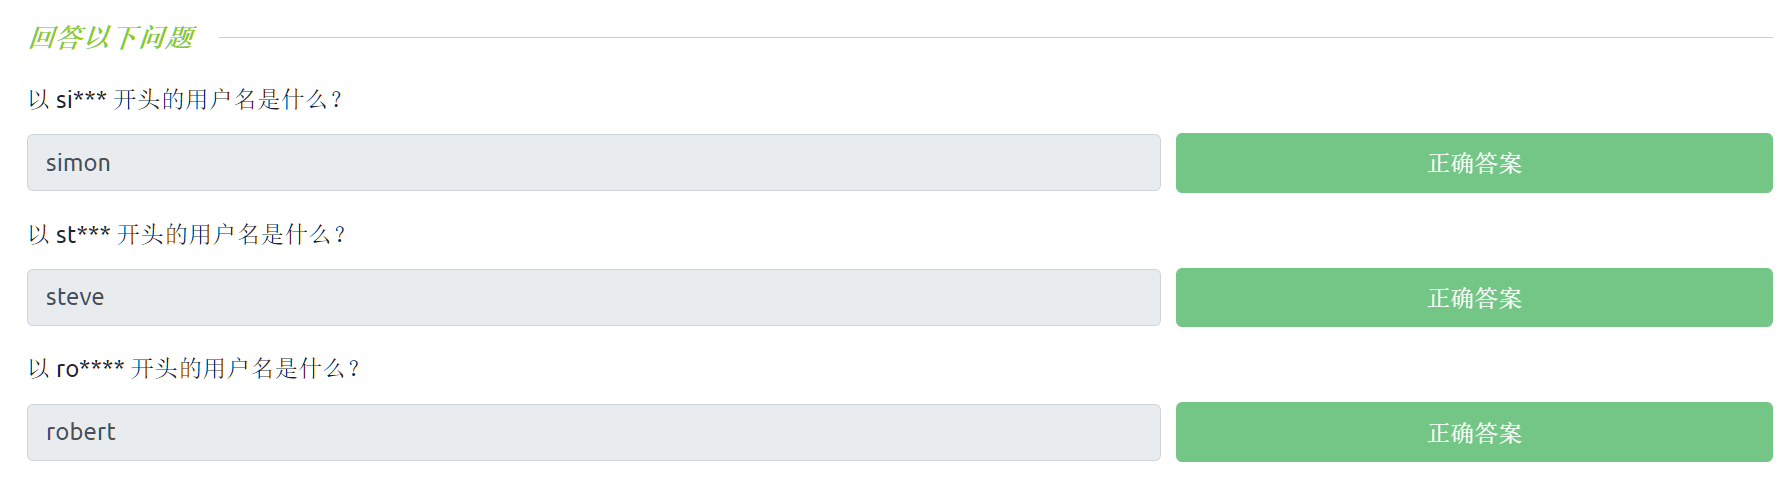 回答以下问题
以 si*** 开头的用户名是什么？
simon
正确答案
以 st*** 开头的用户名是什么？
steve
正确答案
以 ro**** 开头的用户名是什么？
robert
正确答案